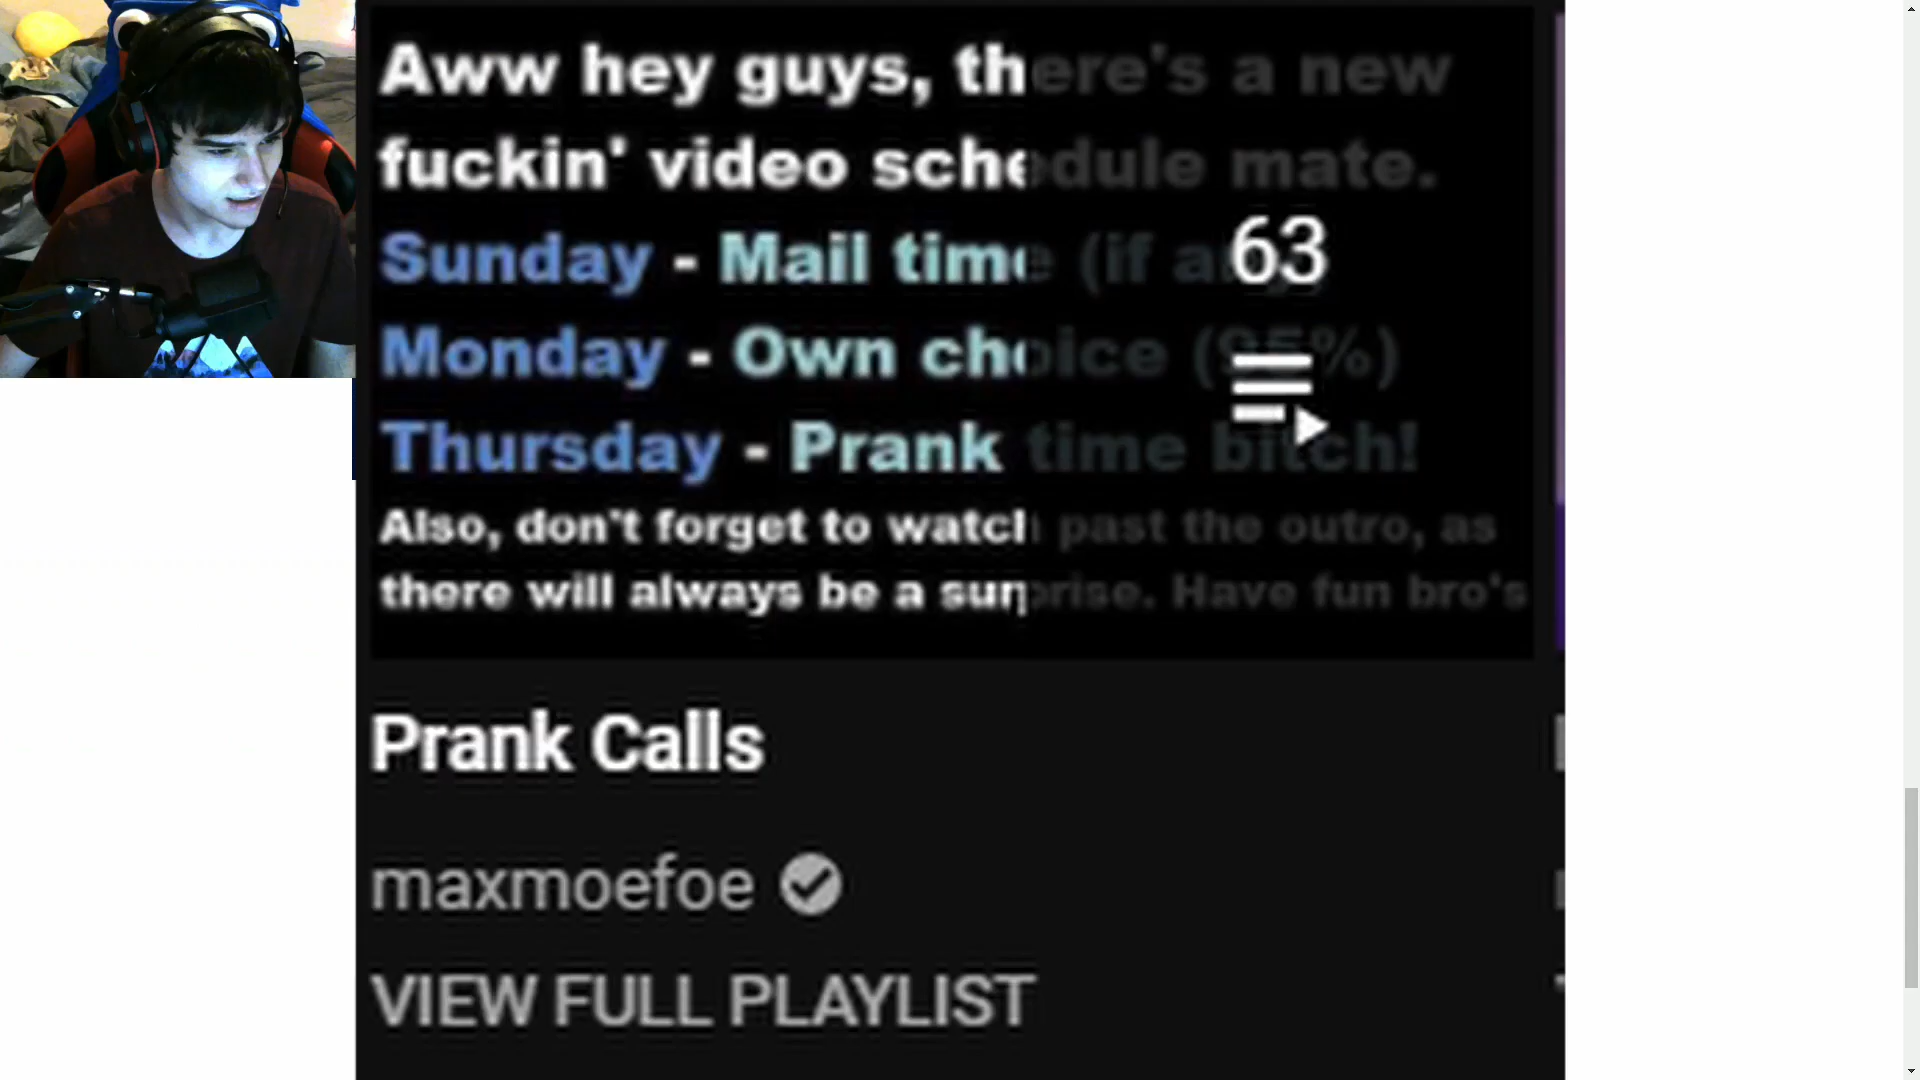 Aww hey guys, there's a new
fuckin' video schedule mate.
Sunday - Mail time (if any)
63
Monday - Own choice (95%)
Thursday - Prank time bitch!
Also, don't forget to watch past the outro, as
there will always be a surprise. Have fun bro's
Prank Calls
maxmoefoe
VIEW FULL PLAYLIST